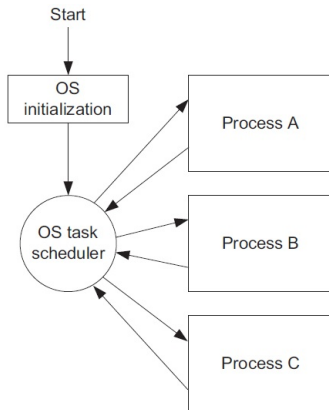 Start
OS
initialization
OS task
scheduler
Process A
Process B
Process C